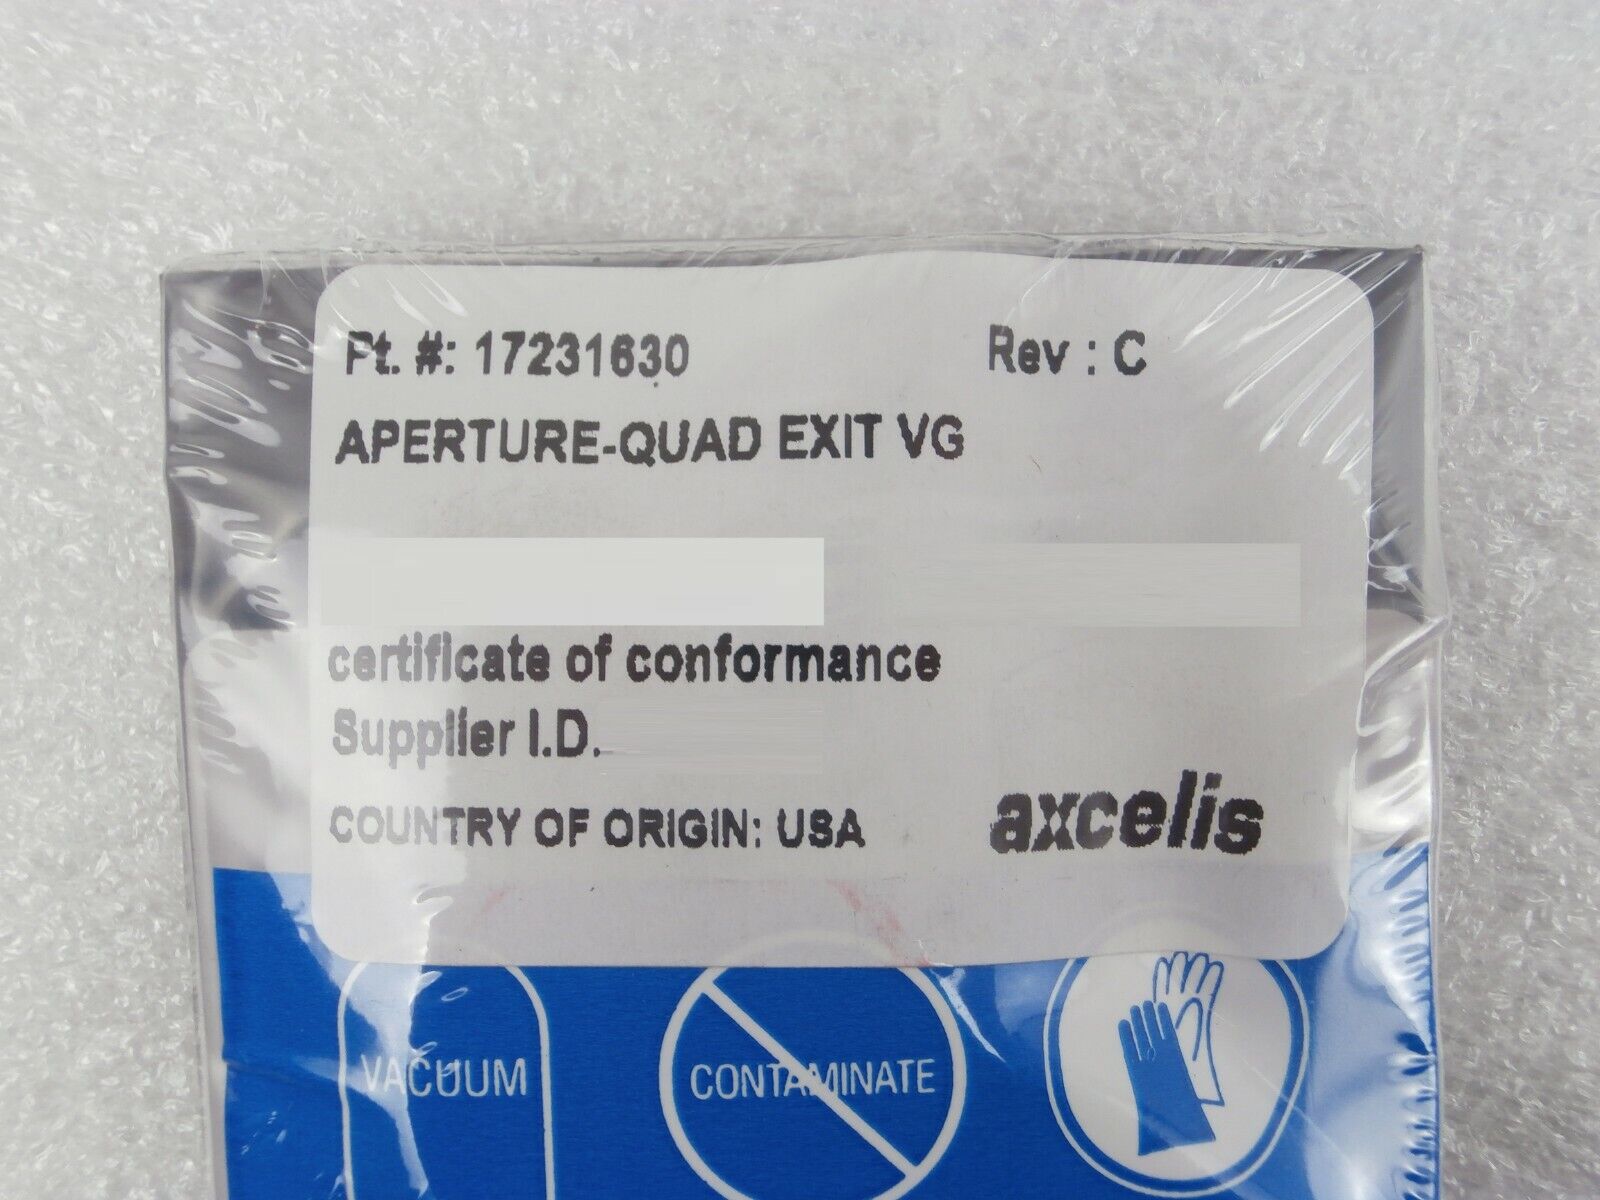 Pt. #: 17231630 Rev : C
APERTURE-QUAD EXIT VG
certificate of conformance
Supplier I.D.
COUNTRY OF ORIGIN: USA axcelis
VACUUM CONTAMINATE